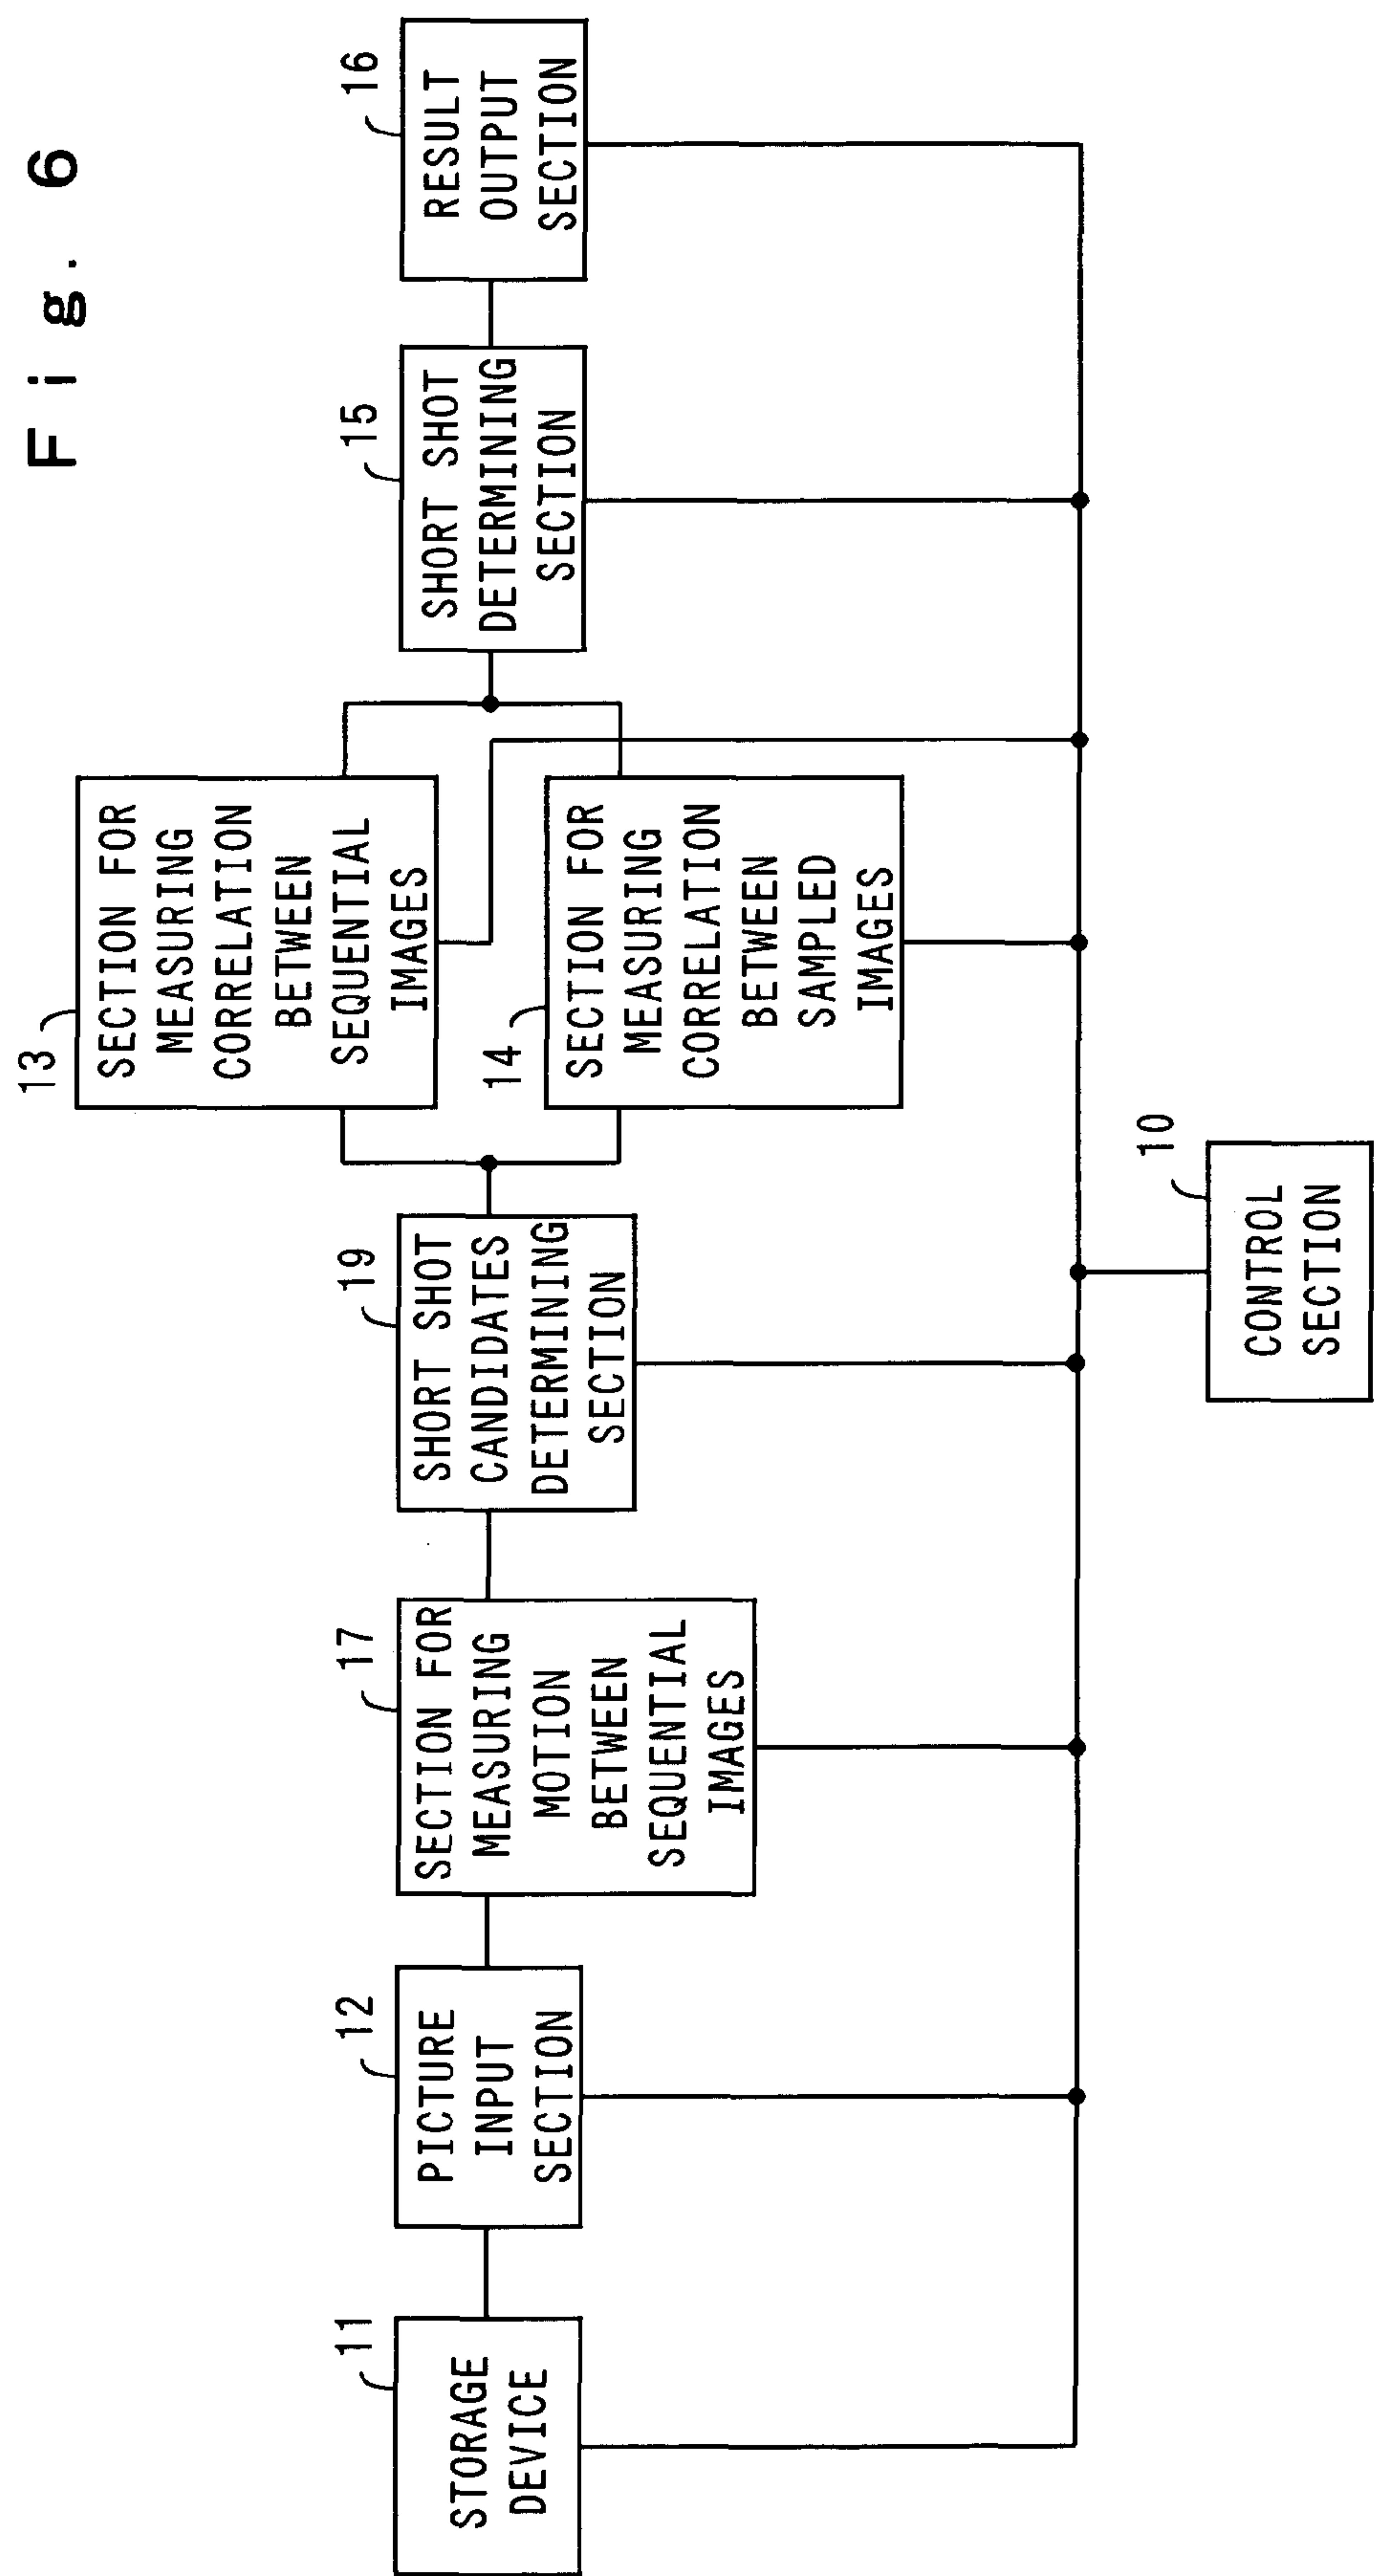 Fig. 6
11
STORAGE
DEVICE
12
PICTURE
INPUT
SECTION
17
SECTION FOR
MEASURING
MOTION
BETWEEN
SEQUENTIAL
IMAGES
19
SHORT SHOT
CANDIDATES
DETERMINING
SECTION
13
SECTION FOR
MEASURING
CORRELATION
BETWEEN
SEQUENTIAL
IMAGES
14
SECTION FOR
MEASURING
CORRELATION
BETWEEN
SAMPLED
IMAGES
15
SHORT SHOT
DETERMINING
SECTION
16
RESULT
OUTPUT
SECTION
10
CONTROL
SECTION